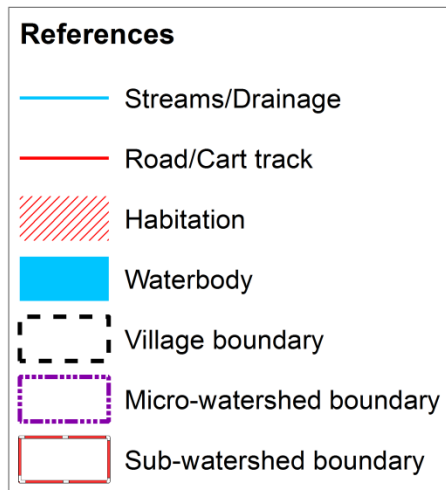 References
Streams/Drainage
Road/Cart track
Habitation
Waterbody
Village boundary
Micro-watershed boundary
Sub-watershed boundary